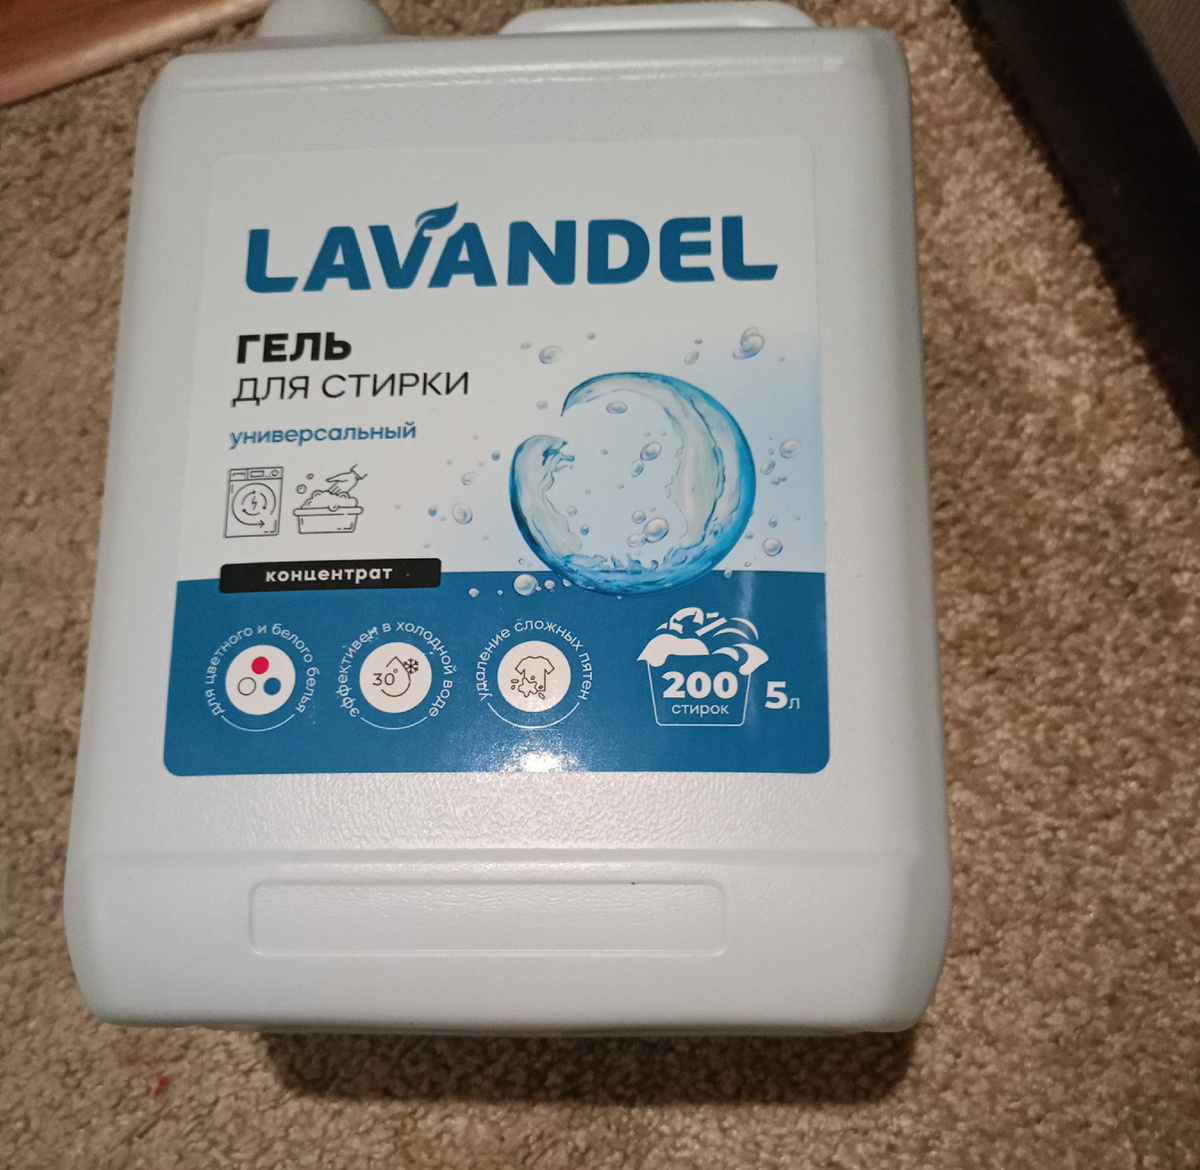 LAVANDEL
ГЕЛЬ
ДЛЯ СТИРКИ
универсальный
концентрат
для цветного и белого белья
эффективен в холодной воде
30°
удаление сложных пятен
200
стирок
5л